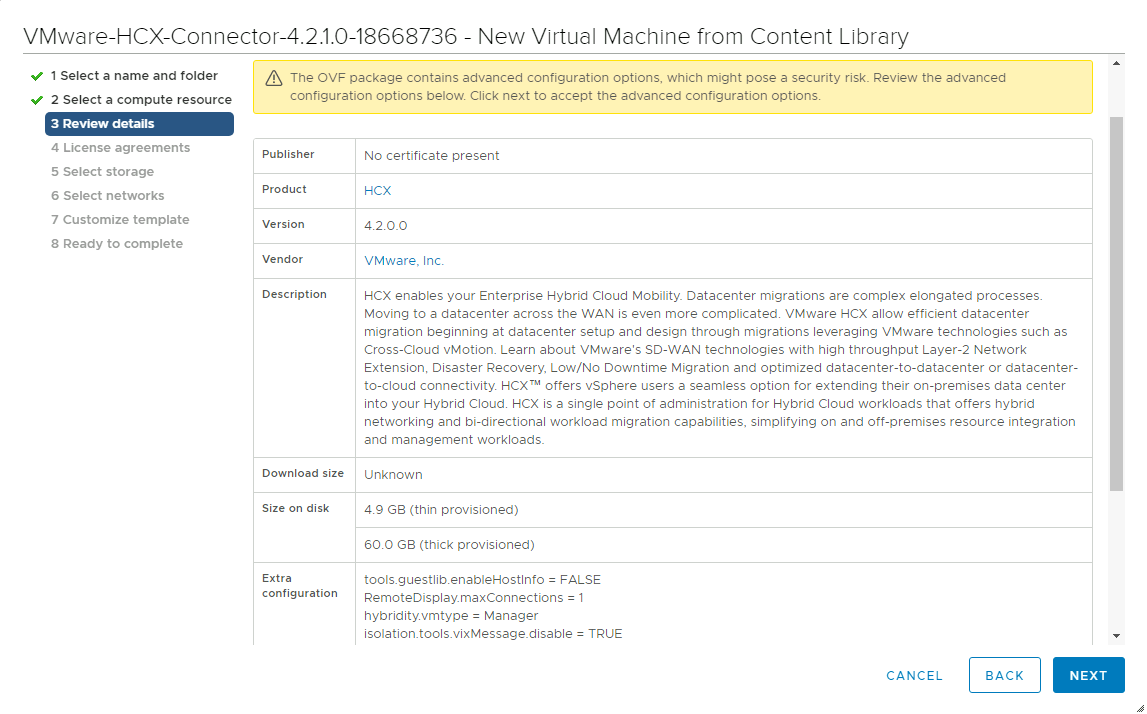 VMware-HCX-Connector-4.2.1.0-18668736 - New Virtual Machine from Content Library
1 Select a name and folder
2 Select a compute resource
3 Review details
4 License agreements
5 Select storage
6 Select networks
7 Customize template
8 Ready to complete
The OVF package contains advanced configuration options, which might pose a security risk. Review the advanced
configuration options below. Click next to accept the advanced configuration options.
Publisher No certificate present
Product HCX
Version 4.2.0.0
Vendor VMware, Inc.
Description HCX enables your Enterprise Hybrid Cloud Mobility. Datacenter migrations are complex elongated processes.
Moving to a datacenter across the WAN is even more complicated. VMware HCX allow efficient datacenter
migration beginning at datacenter setup and design through migrations leveraging VMware technologies such as
Cross-Cloud vMotion. Learn about VMware's SD-WAN technologies with high throughput Layer-2 Network
Extension, Disaster Recovery, Low/No Downtime Migration and optimized datacenter-to-datacenter or datacenter-
to-cloud connectivity. HCX™ offers vSphere users a seamless option for extending their on-premises data center
into your Hybrid Cloud. HCX is a single point of administration for Hybrid Cloud workloads that offers hybrid
networking and bi-directional workload migration capabilities, simplifying on and off-premises resource integration
and management workloads.
Download size Unknown
Size on disk 4.9 GB (thin provisioned)
60.0 GB (thick provisioned)
Extra tools.guestlib.enableHostInfo = FALSE
configuration RemoteDisplay.maxConnections = 1
hybridity.vmtype = Manager
isolation.tools.vixMessage.disable = TRUE
CANCEL BACK NEXT